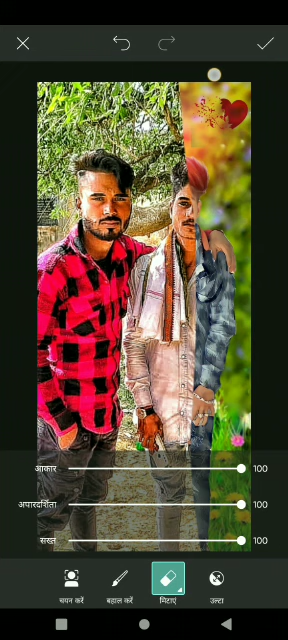 आकार 100
अपारदर्शिता 100
सख्त 100
चयन करें बहाल करें मिटाएं उल्टा